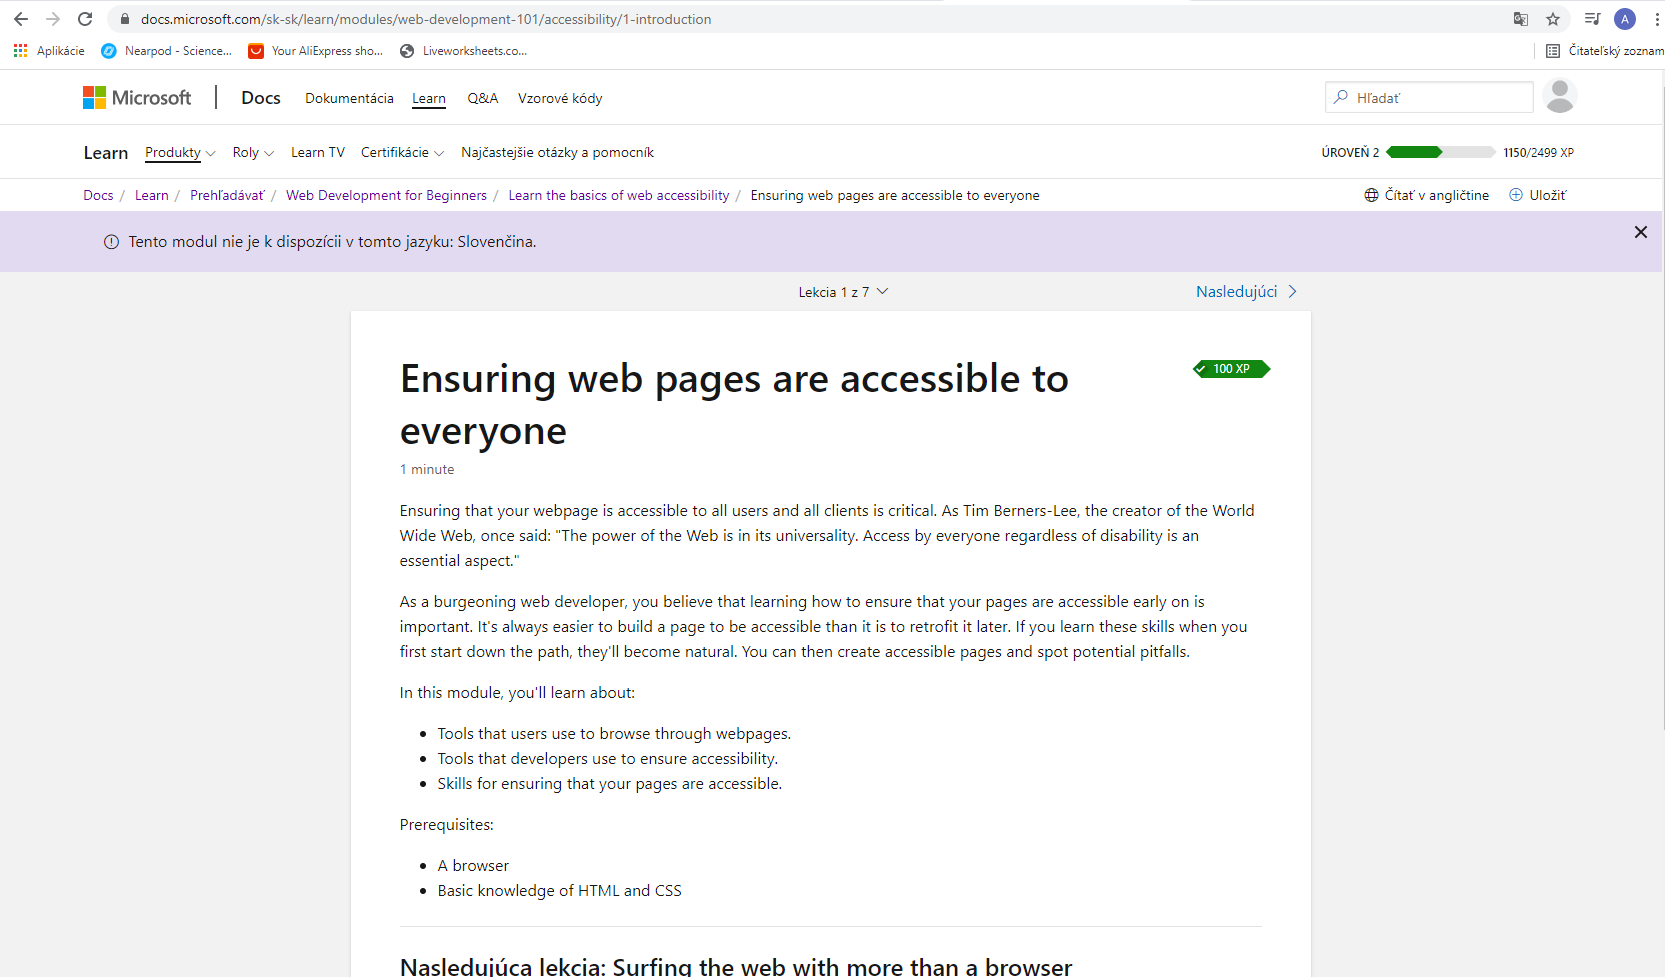 docs.microsoft.com/sk-sk/learn/modules/web-development-101/accessibility/1-introduction
A
Aplikácie Nearpod - Science... Your AliExpress sho... Liveworksheets.co... Čitateľský zoznam
Microsoft Docs Dokumentácia Learn Q&A Vzorové kódy Hľadať
Learn Produkty Roly Learn TV Certifikácie Najčastejšie otázky a pomocník ÚROVEŇ 2 1150/2499 XP
Docs / Learn / Prehľadávať / Web Development for Beginners / Learn the basics of web accessibility / Ensuring web pages are accessible to everyone Čítať v angličtine Uložiť
Tento modul nie je k dispozícii v tomto jazyku: Slovenčina.
Lekcia 1 z 7 Nasledujúci
Ensuring web pages are accessible to
everyone
100 XP
1 minute
Ensuring that your webpage is accessible to all users and all clients is critical. As Tim Berners-Lee, the creator of the World
Wide Web, once said: "The power of the Web is in its universality. Access by everyone regardless of disability is an
essential aspect."
As a burgeoning web developer, you believe that learning how to ensure that your pages are accessible early on is
important. It's always easier to build a page to be accessible than it is to retrofit it later. If you learn these skills when you
first start down the path, they'll become natural. You can then create accessible pages and spot potential pitfalls.
In this module, you'll learn about:
• Tools that users use to browse through webpages.
• Tools that developers use to ensure accessibility.
• Skills for ensuring that your pages are accessible.
Prerequisites:
• A browser
• Basic knowledge of HTML and CSS
Nasledujúca lekcia: Surfing the web with more than a browser